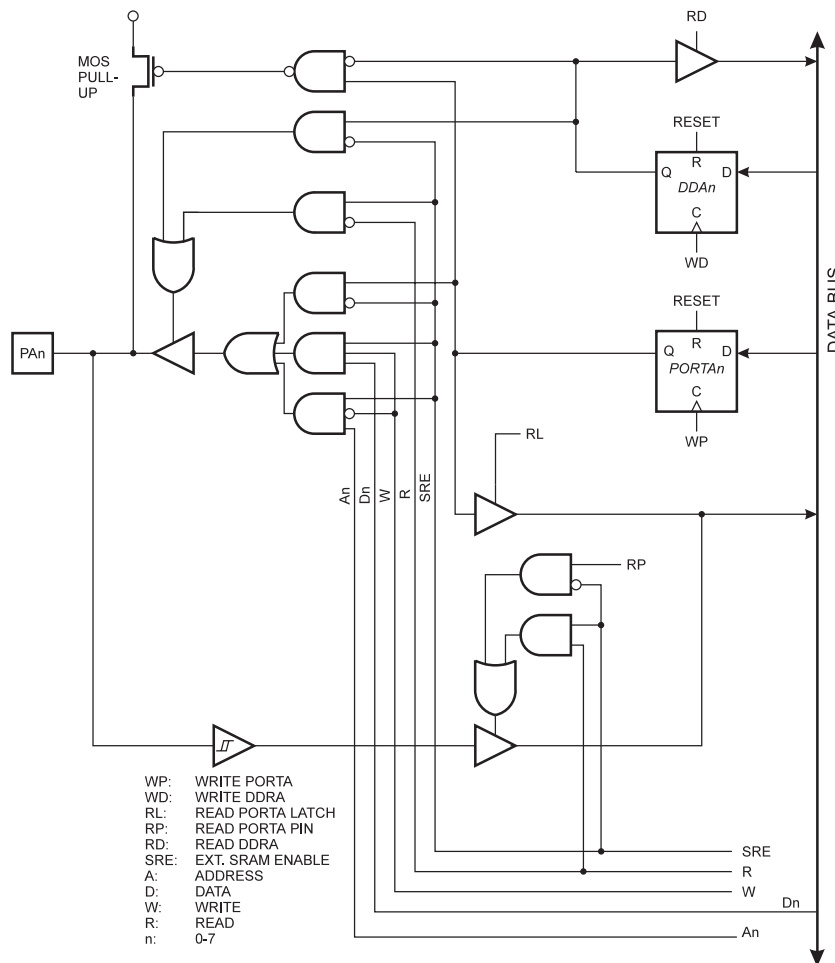 RD
MOS
PULL-
UP
RESET
R
Q
D
DDAn
C
WD
DATA BUS
RESET
R
Q
D
PORTAn
C
WP
PAn
RL
An
Dn
W
R
SRE
RP
WP: WRITE PORTA
WD: WRITE DDRA
RL: READ PORTA LATCH
RP: READ PORTA PIN
RD: READ DDRA
SRE: EXT. SRAM ENABLE
A: ADDRESS
D: DATA
W: WRITE
R: READ
n: 0-7
SRE
R
W
Dn
An